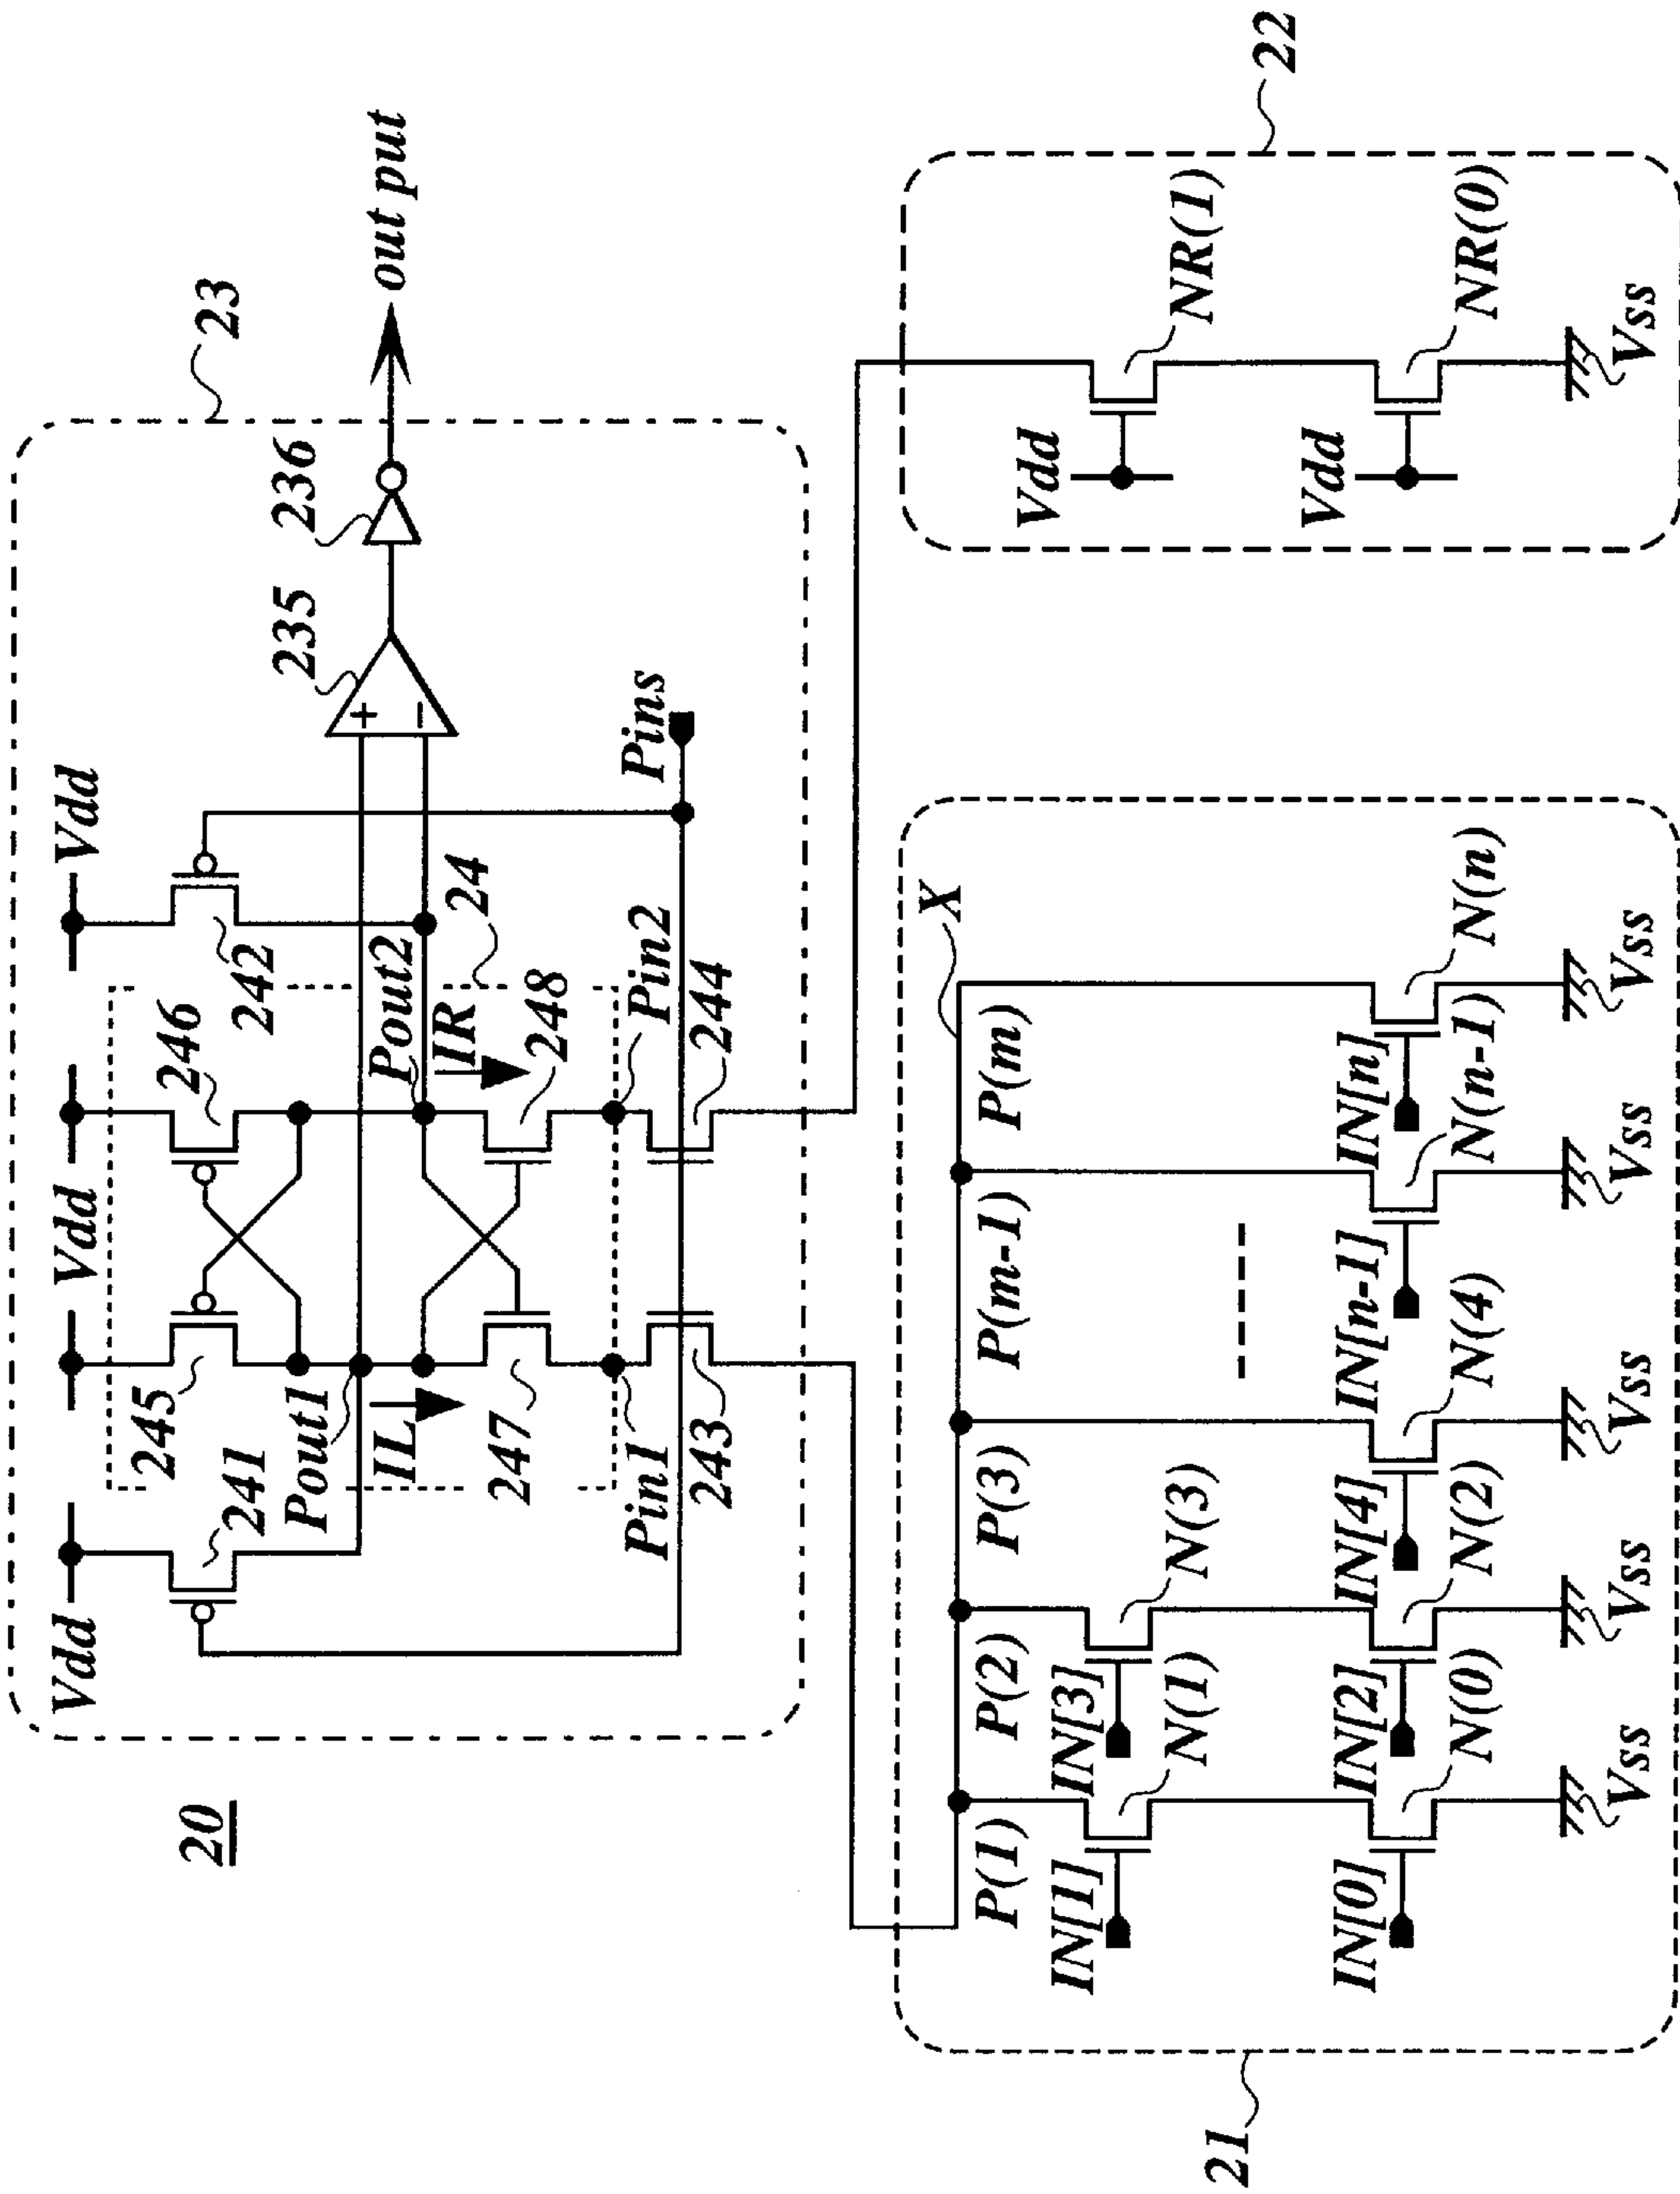 20
23
Vdd
Vdd
Vdd
241
245
246
242
Pout1
Pout2
24
235
236
out put
IL
IR
247
248
Pin1
Pin2
Pins
243
244
21
X
P(1)
P(2)
P(3)
P(m-1)
P(m)
IN[1]
N(1)
IN[3]
N(3)
IN[0]
N(0)
IN[2]
N(2)
IN[4]
N(4)
IN[n-1]
N(n-1)
IN[n]
N(n)
Vss
Vss
Vss
Vss
Vss
22
Vdd
NR(1)
Vdd
NR(0)
Vss